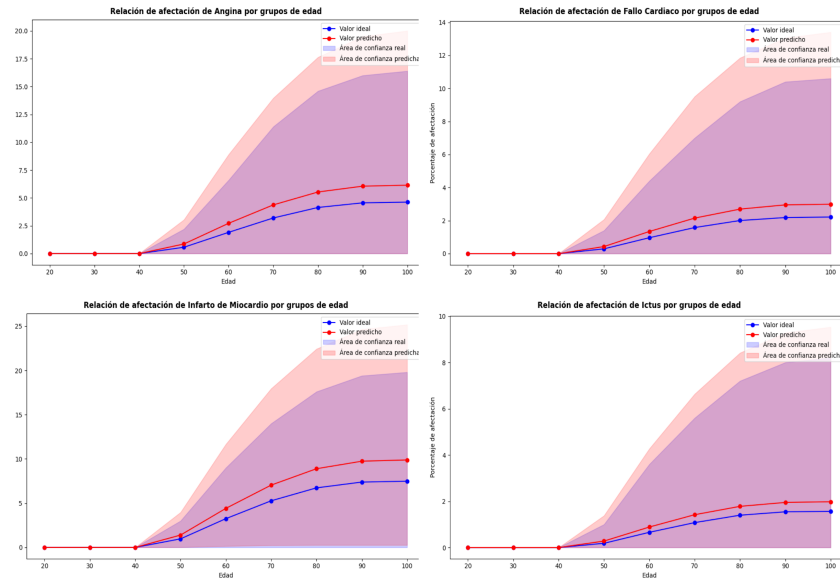 Relación de afectación de Angina por grupos de edad
Valor ideal
Valor predicho
Área de confianza real
Área de confianza predicha
20.0
17.5
15.0
12.5
10.0
7.5
5.0
2.5
0.0
20 30 40 50 60 70 80 90 100
Edad
Relación de afectación de Fallo Cardiaco por grupos de edad
Valor ideal
Valor predicho
Área de confianza real
Área de confianza predicha
Porcentaje de afectación
14
12
10
8
6
4
2
0
20 30 40 50 60 70 80 90 100
Edad
Relación de afectación de Infarto de Miocardio por grupos de edad
Valor ideal
Valor predicho
Área de confianza real
Área de confianza predicha
25
20
15
10
5
0
20 30 40 50 60 70 80 90 100
Edad
Relación de afectación de Ictus por grupos de edad
Valor ideal
Valor predicho
Área de confianza real
Área de confianza predicha
Porcentaje de afectación
10
8
6
4
2
0
20 30 40 50 60 70 80 90 100
Edad